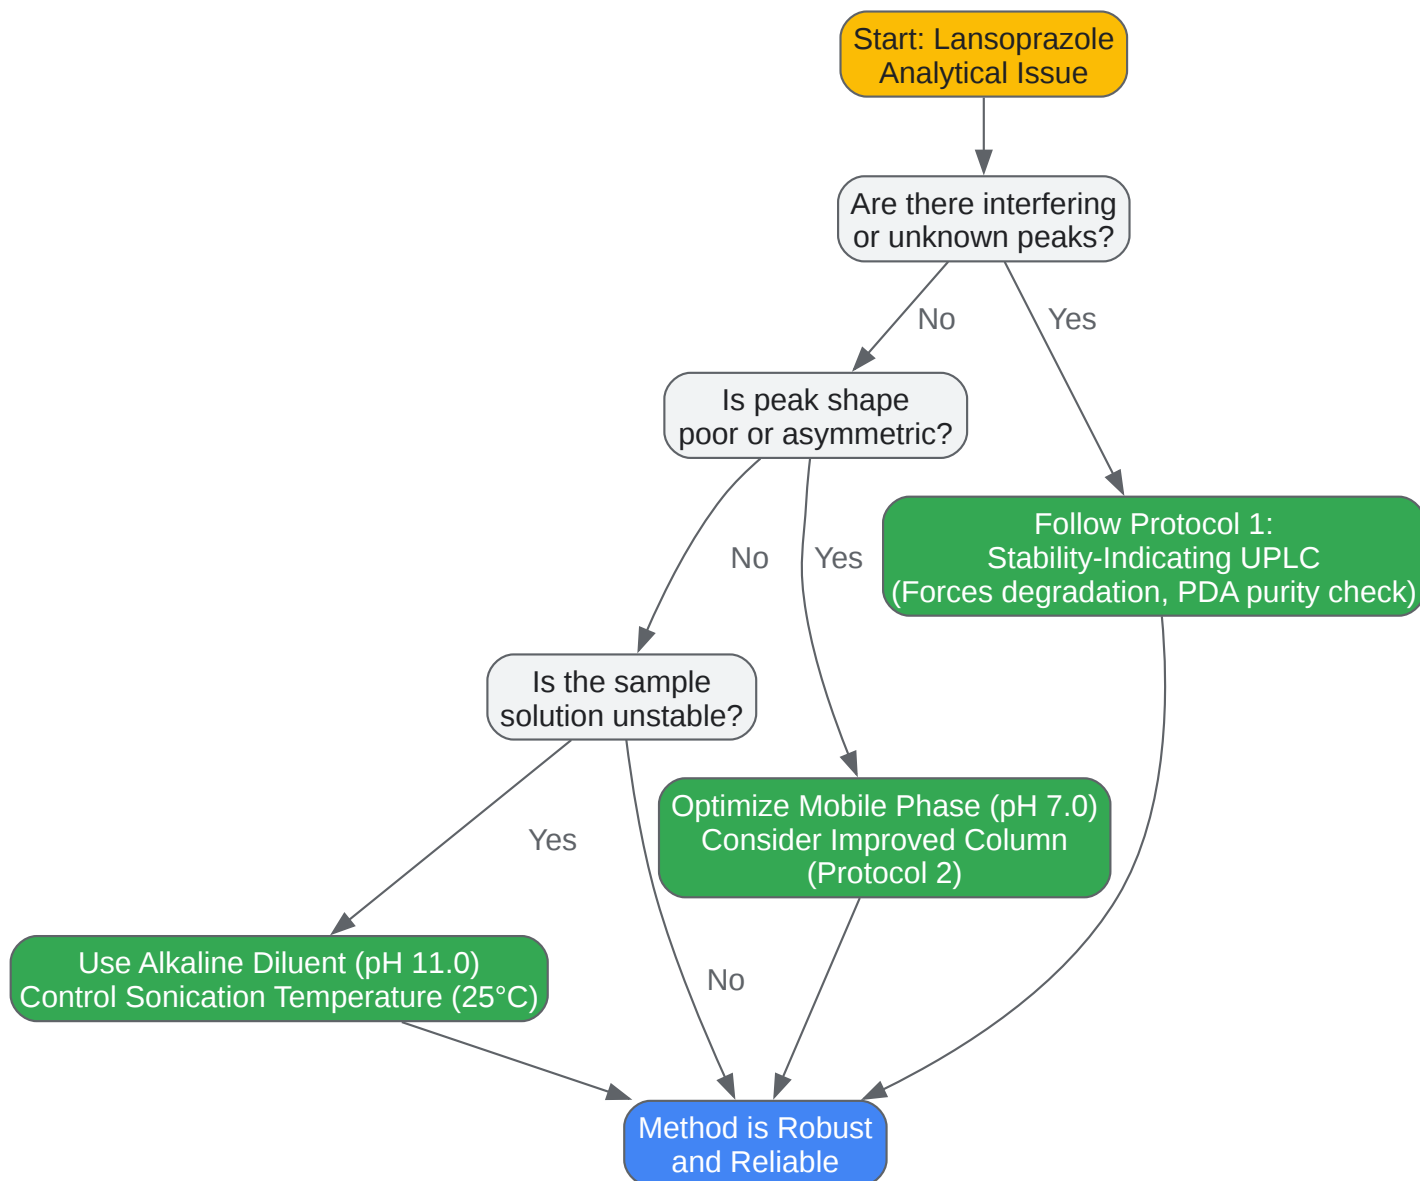 Start: Lansoprazole
Analytical Issue
Are there interfering
or unknown peaks?
No
Yes
Is peak shape
poor or asymmetric?
Follow Protocol 1:
Stability-Indicating UPLC
(Forces degradation, PDA purity check)
No
Yes
Is the sample
solution unstable?
Optimize Mobile Phase (pH 7.0)
Consider Improved Column
(Protocol 2)
Yes
No
Use Alkaline Diluent (pH 11.0)
Control Sonication Temperature (25°C)
Method is Robust
and Reliable